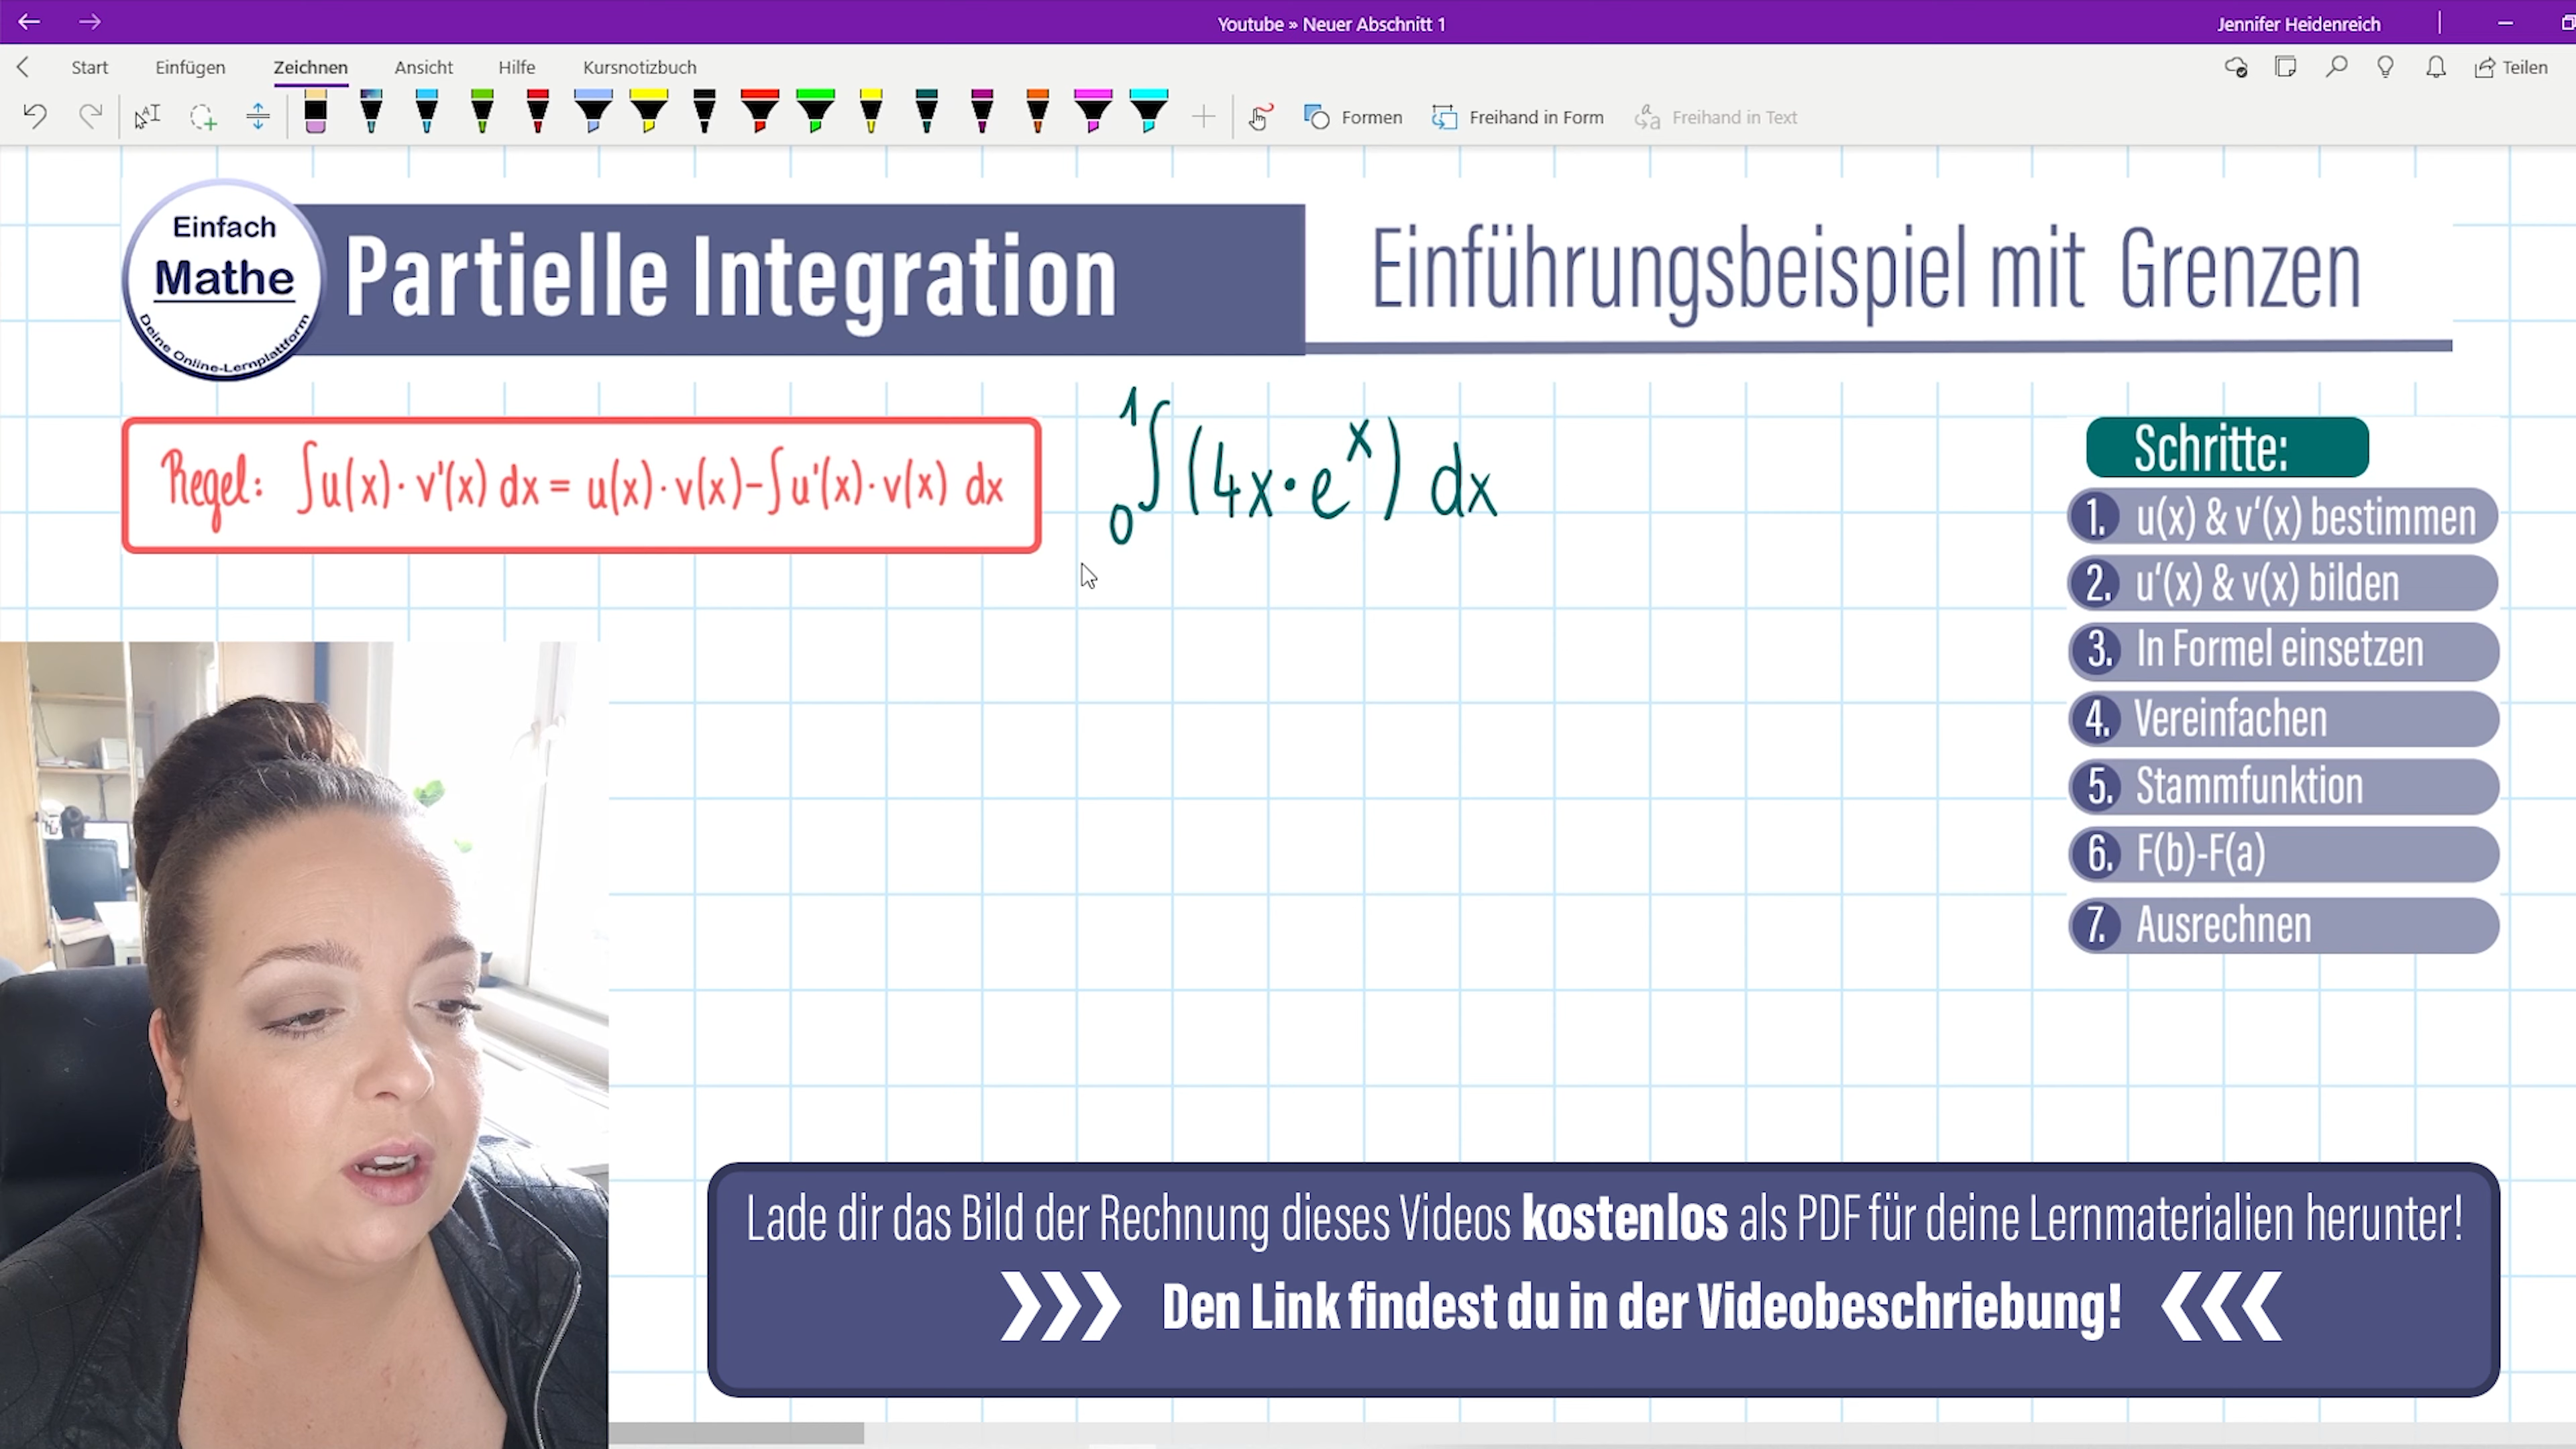 Youtube » Neuer Abschnitt 1
Jennifer Heidenreich
Start Einfügen Zeichnen Ansicht Hilfe Kursnotizbuch
Teilen
Formen Freihand in Form Freihand in Text
Einfach
Mathe
Deine Online-Lernplattform
Partielle Integration
Einführungsbeispiel mit Grenzen
Regel: ∫u(x)·v'(x) dx = u(x)·v(x)-∫u'(x)·v(x) dx
₀¹∫(4x·eˣ) dx
Schritte:
1. u(x) & v‘(x) bestimmen
2. u‘(x) & v(x) bilden
3. In Formel einsetzen
4. Vereinfachen
5. Stammfunktion
6. F(b)-F(a)
7. Ausrechnen
Lade dir das Bild der Rechnung dieses Videos kostenlos als PDF für deine Lernmaterialien herunter!
Den Link findest du in der Videobeschriebung!